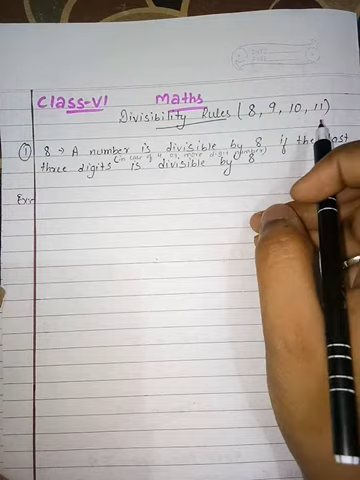 Class-VI Maths
Divisibility Rules (8, 9, 10, 11)
① 8 → A number is divisible by 8 if the last
(in case of 4 or more digit number)
three digits is divisible by 8